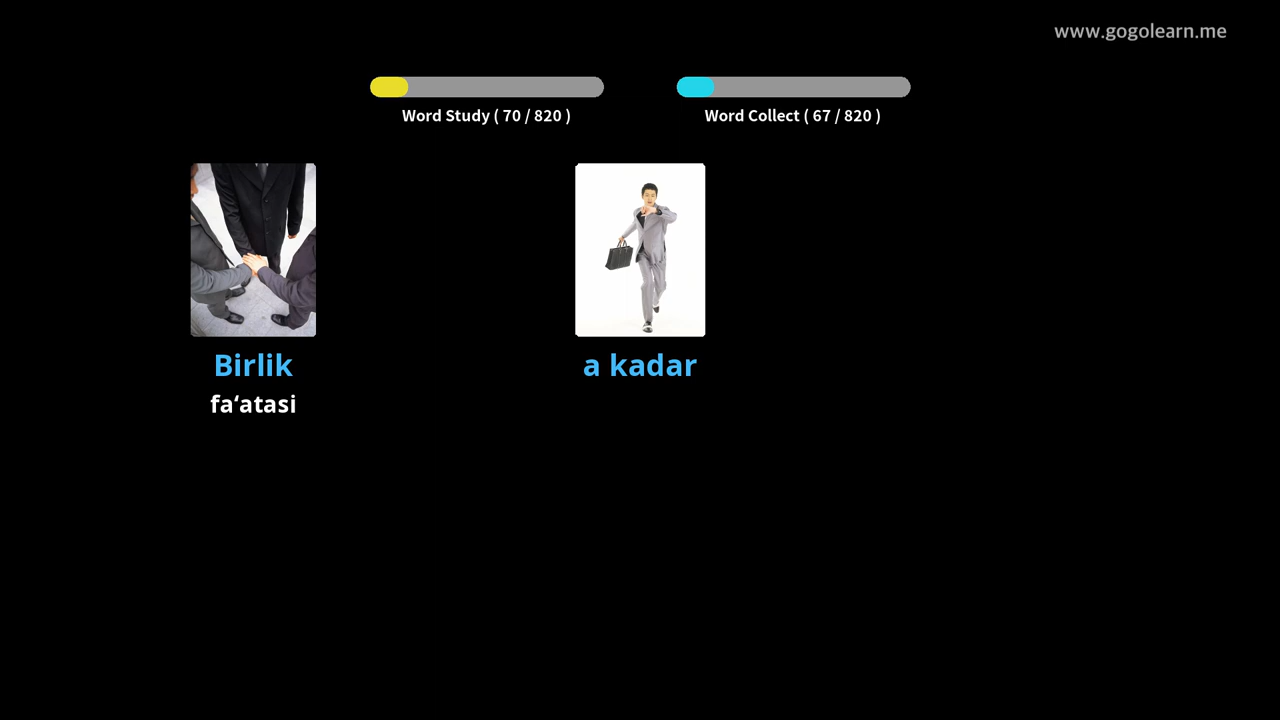 www.gogolearn.me
Word Study ( 70 / 820 )
Word Collect ( 67 / 820 )
Birlik
fa‘atasi
a kadar